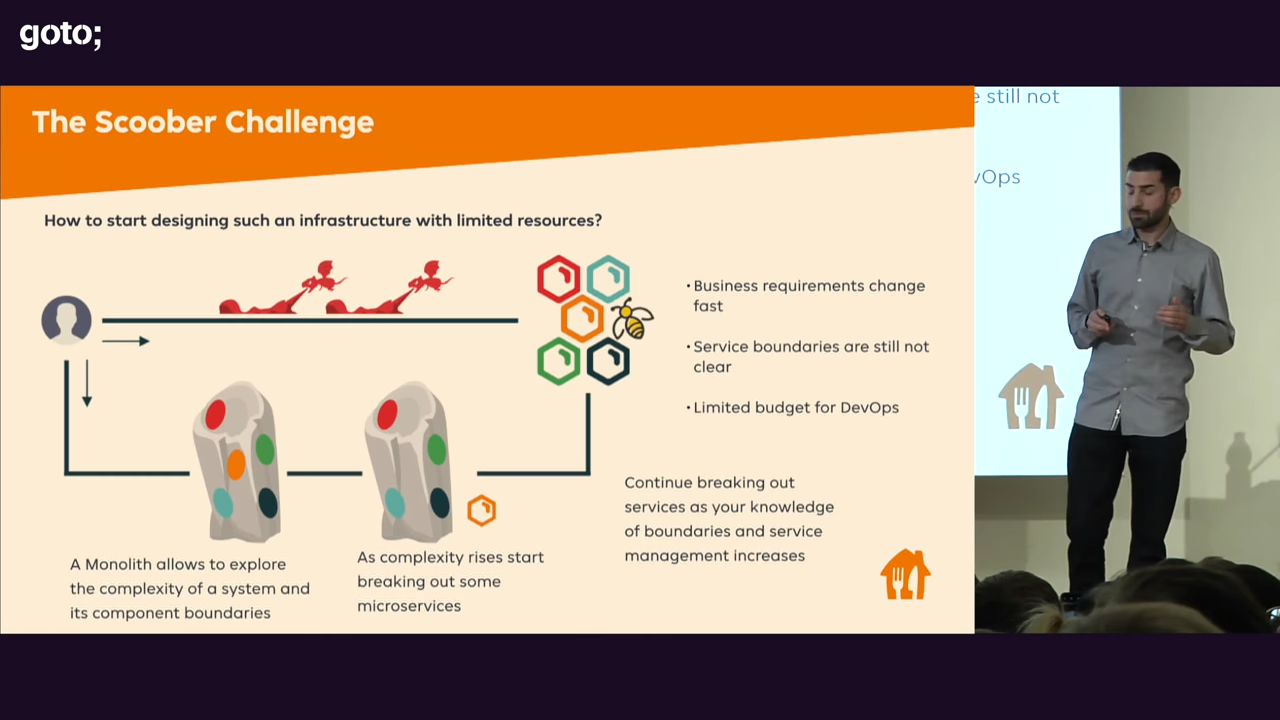 goto;
The Scoober Challenge
How to start designing such an infrastructure with limited resources?
•Business requirements change
fast
•Service boundaries are still not
clear
•Limited budget for DevOps
A Monolith allows to explore
the complexity of a system and
its component boundaries
As complexity rises start
breaking out some
microservices
Continue breaking out
services as your knowledge
of boundaries and service
management increases
e still not
vOps